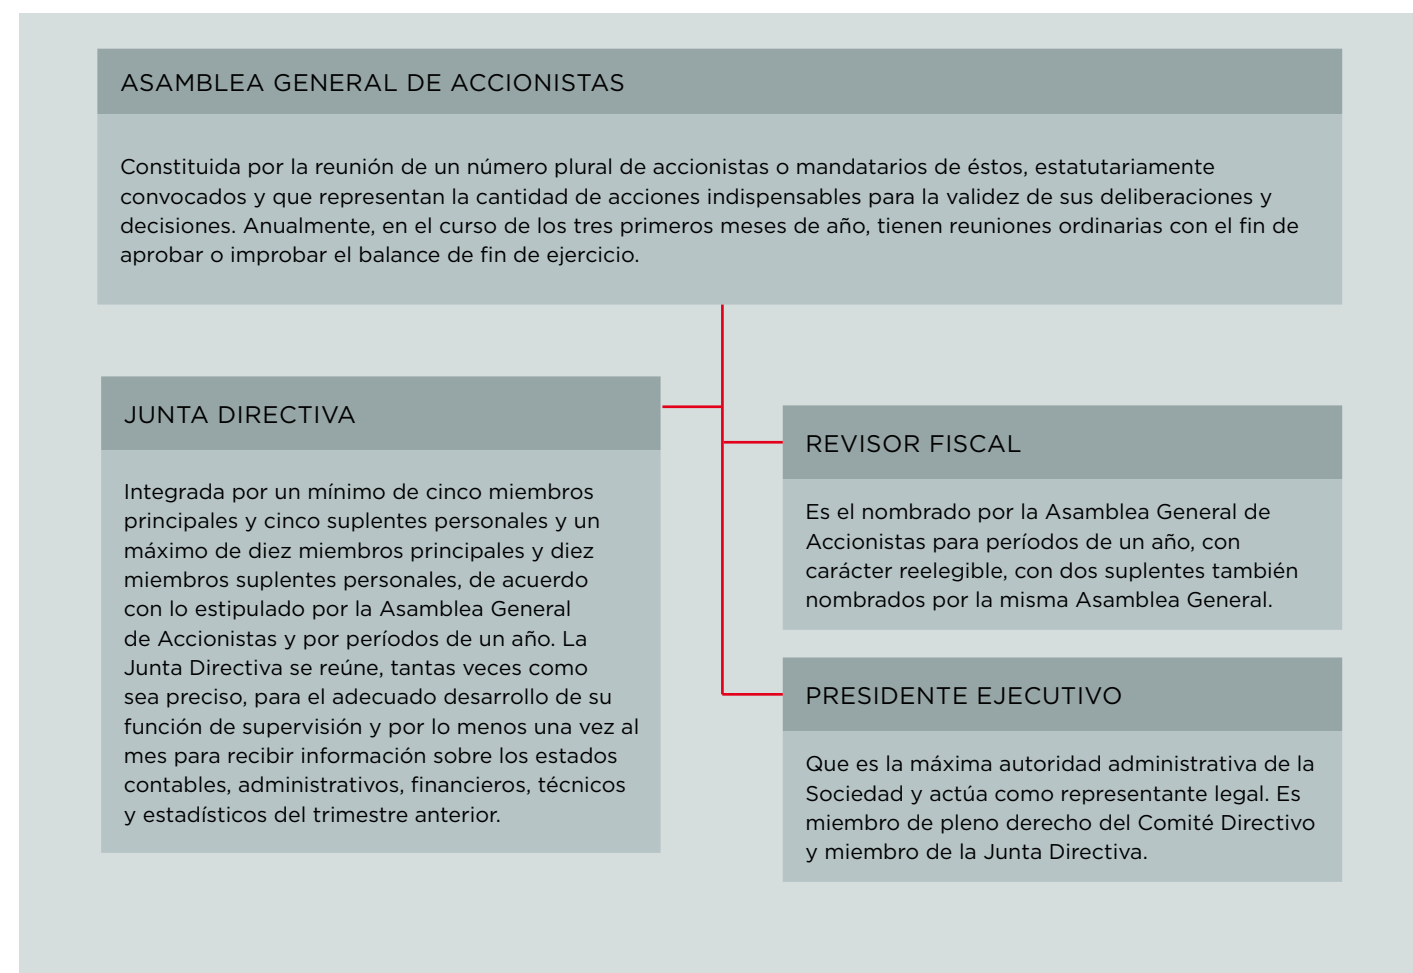 ASAMBLEA GENERAL DE ACCIONISTAS
Constituida por la reunión de un número plural de accionistas o mandatarios de éstos, estatutariamente
convocados y que representan la cantidad de acciones indispensables para la validez de sus deliberaciones y
decisiones. Anualmente, en el curso de los tres primeros meses de año, tienen reuniones ordinarias con el fin de
aprobar o improbar el balance de fin de ejercicio.
JUNTA DIRECTIVA
Integrada por un mínimo de cinco miembros
principales y cinco suplentes personales y un
máximo de diez miembros principales y diez
miembros suplentes personales, de acuerdo
con lo estipulado por la Asamblea General
de Accionistas y por períodos de un año. La
Junta Directiva se reúne, tantas veces como
sea preciso, para el adecuado desarrollo de su
función de supervisión y por lo menos una vez al
mes para recibir información sobre los estados
contables, administrativos, financieros, técnicos
y estadísticos del trimestre anterior.
REVISOR FISCAL
Es el nombrado por la Asamblea General de
Accionistas para períodos de un año, con
carácter reelegible, con dos suplentes también
nombrados por la misma Asamblea General.
PRESIDENTE EJECUTIVO
Que es la máxima autoridad administrativa de la
Sociedad y actúa como representante legal. Es
miembro de pleno derecho del Comité Directivo
y miembro de la Junta Directiva.